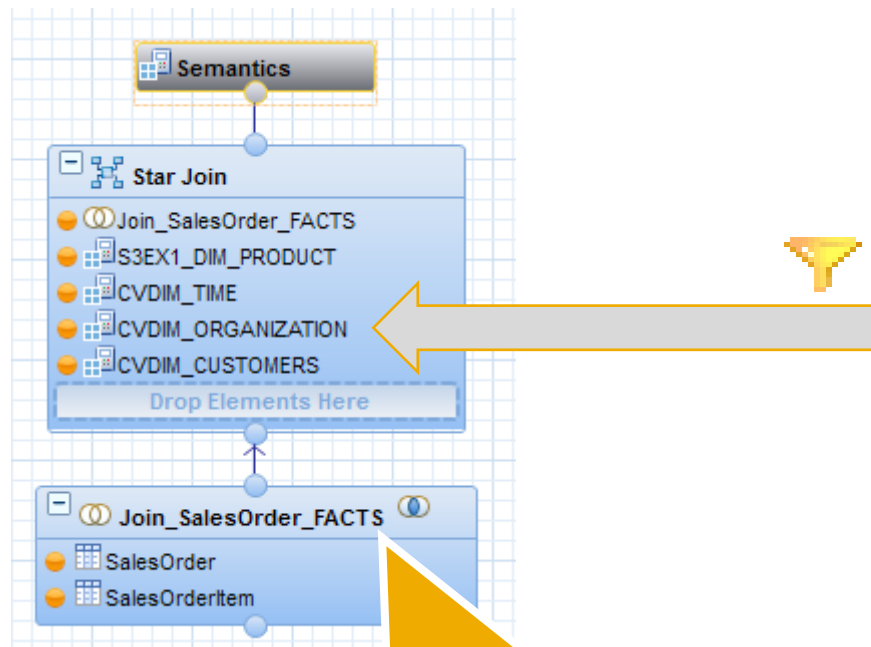 Semantics
Star Join
Join_SalesOrder_FACTS
S3EX1_DIM_PRODUCT
CVDIM_TIME
CVDIM_ORGANIZATION
CVDIM_CUSTOMERS
Drop Elements Here
Join_SalesOrder_FACTS
SalesOrder
SalesOrderItem